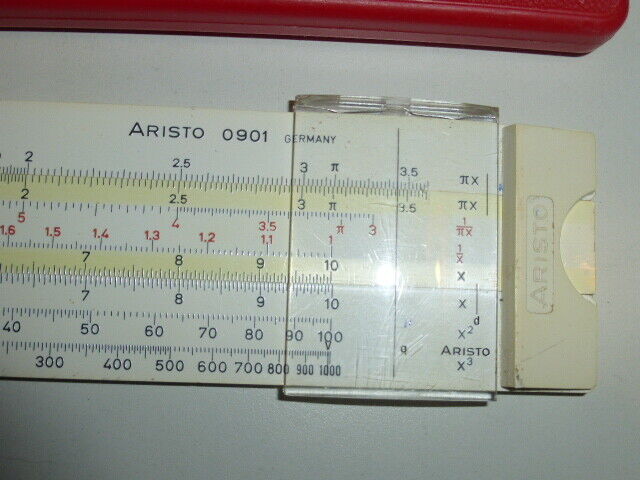 ARISTO 0901 GERMANY
2 2.5 3 π 3.5 πx
2 2.5 3 π 3.5 πx
5 4 3.5 π 3 1/πx
1.6 1.5 1.4 1.3 1.2 1.1 1 1/x
7 8 9 10 x
7 8 9 10 x
d
40 50 60 70 80 90 100 x²
q ARISTO
300 400 500 600 700 800 900 1000 x³
ARISTO